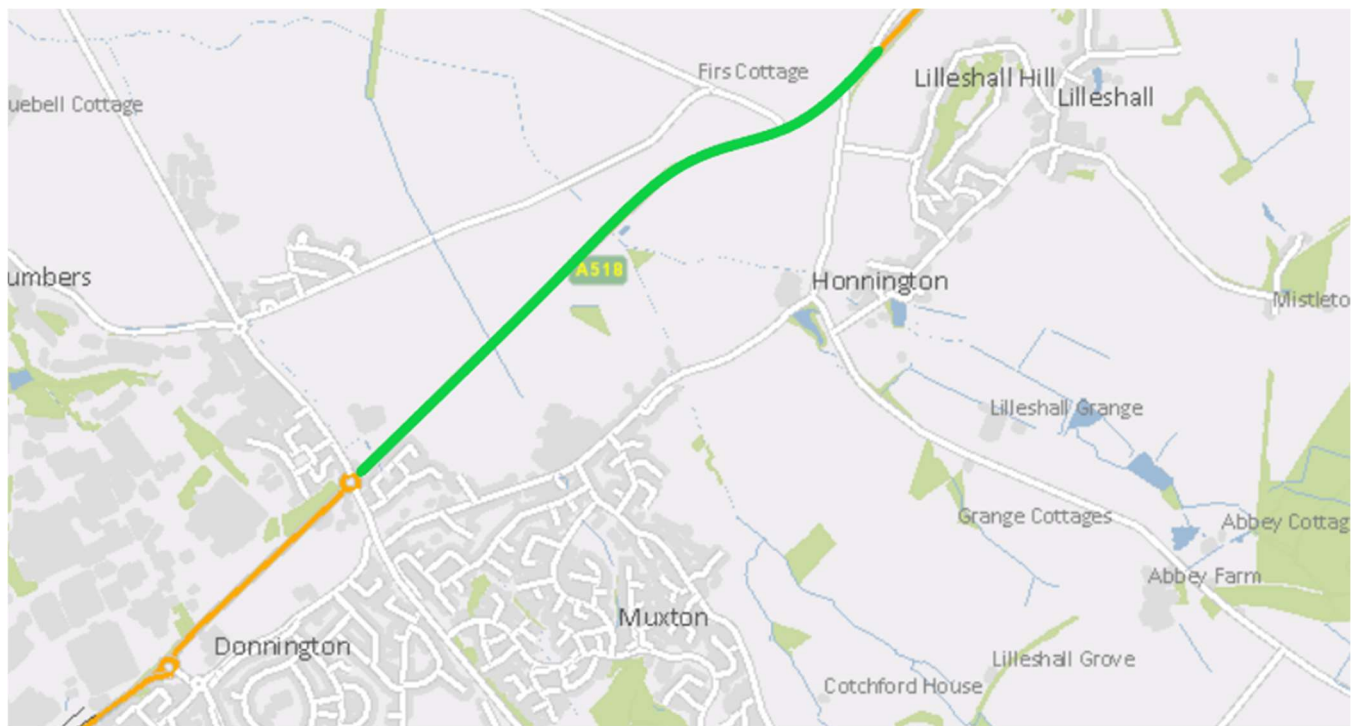 Firs Cottage
Lilleshall Hill
Lilleshall
uebell Cottage
A518
umbers
Honnington
Mistleto
Lilleshall Grange
Grange Cottages
Abbey Cottag
Abbey Farm
Muxton
Donnington
Lilleshall Grove
Cotchford House